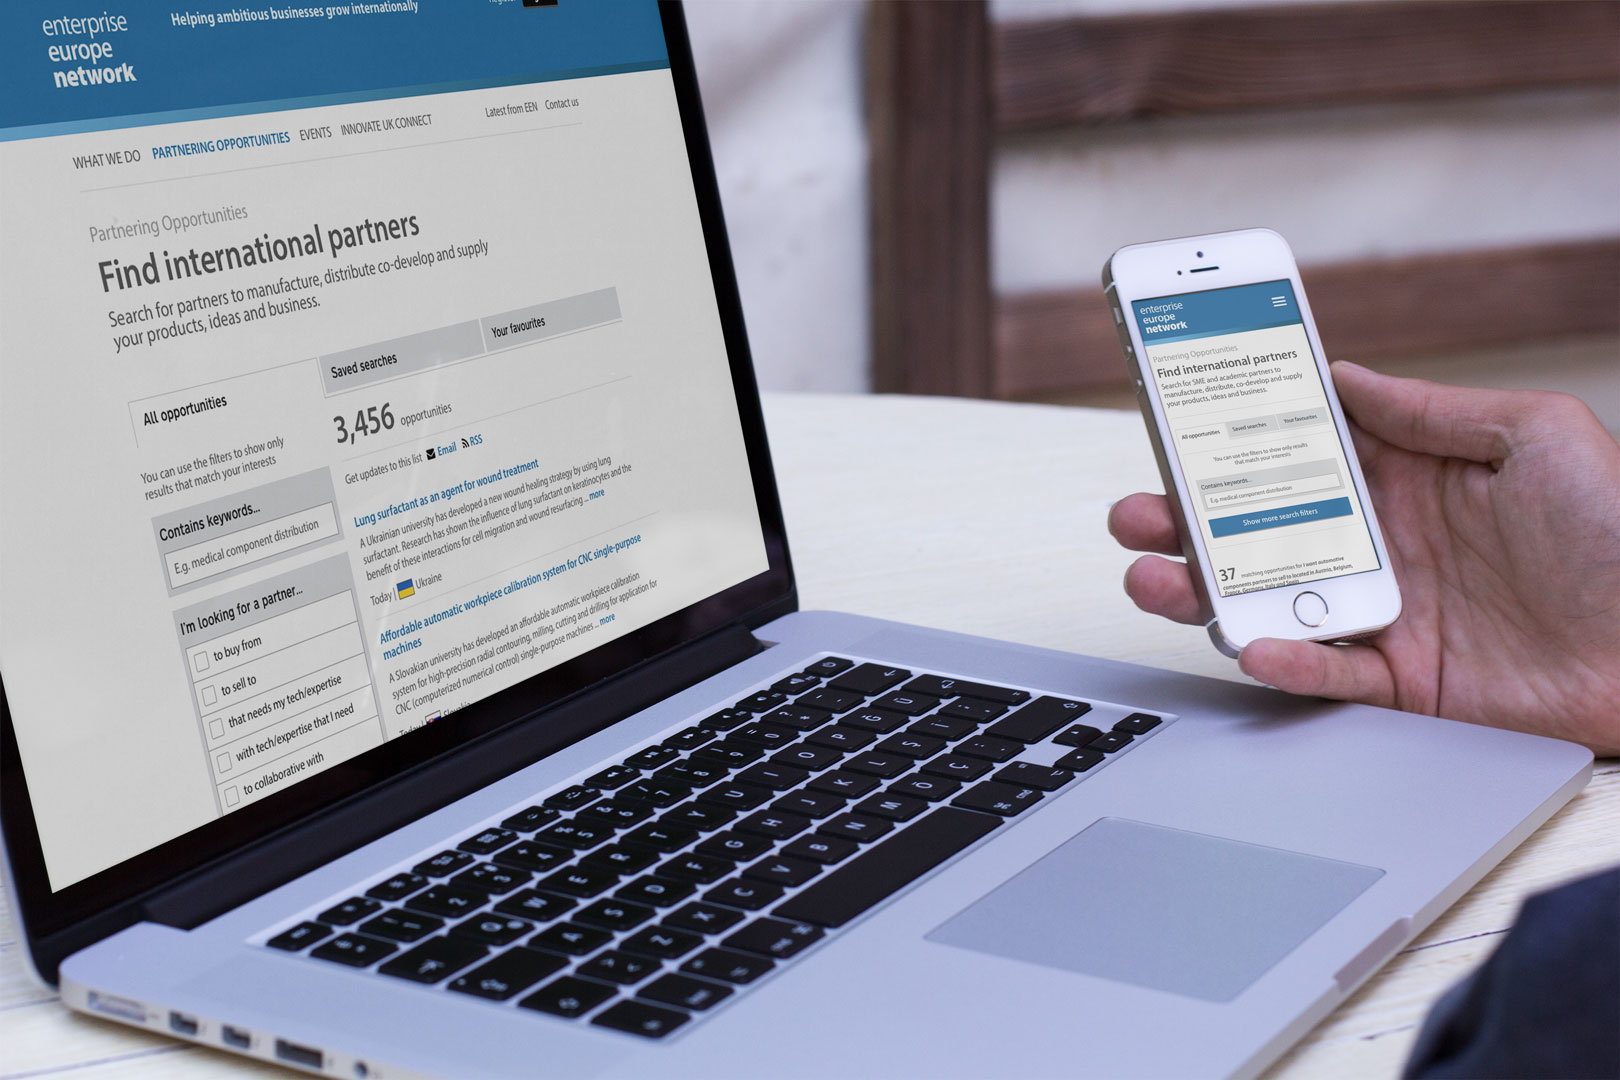 enterprise
europe
network
Helping ambitious businesses grow internationally
WHAT WE DO
PARTNERING OPPORTUNITIES
EVENTS
INNOVATE UK CONNECT
Latest from EEN
Contact us
Partnering Opportunities
Find international partners
Search for partners to manufacture, distribute co-develop and supply
your products, ideas and business.
All opportunities
Saved searches
Your favourites
You can use the filters to show only
results that match your interests
Contains keywords...
E.g. medical component distribution
I'm looking for a partner...
to buy from
to sell to
that needs my tech/expertise
with tech/expertise that I need
to collaborative with
3,456 opportunities
Get updates to this list
Email
RSS
Lung surfactant as an agent for wound treatment
A Ukrainian university has developed a new wound healing strategy by using lung
surfactant. Research has shown the influence of lung surfactant on keratinocytes and the
benefit of these interactions for cell migration and wound resurfacing ... more
Today
Ukraine
Affordable automatic workpiece calibration system for CNC single-purpose
machines
A Slovakian university has developed an affordable automatic workpiece calibration
system for high-precision radial contouring, milling, cutting and drilling for application for
CNC (computerized numerical control) single-purpose machines ... more
enterprise
europe
network
Partnering Opportunities
Find international partners
Search for SME and academic partners to
manufacture, distribute, co-develop and supply
your products, ideas and business.
All opportunities
Saved searches
Your favourites
You can use the filters to show only results
that match your interests
Contains keywords...
E.g. medical component distribution
Show more search filters
37 matching opportunities for I want automotive
components partners to sell to located in Austria, Belgium,